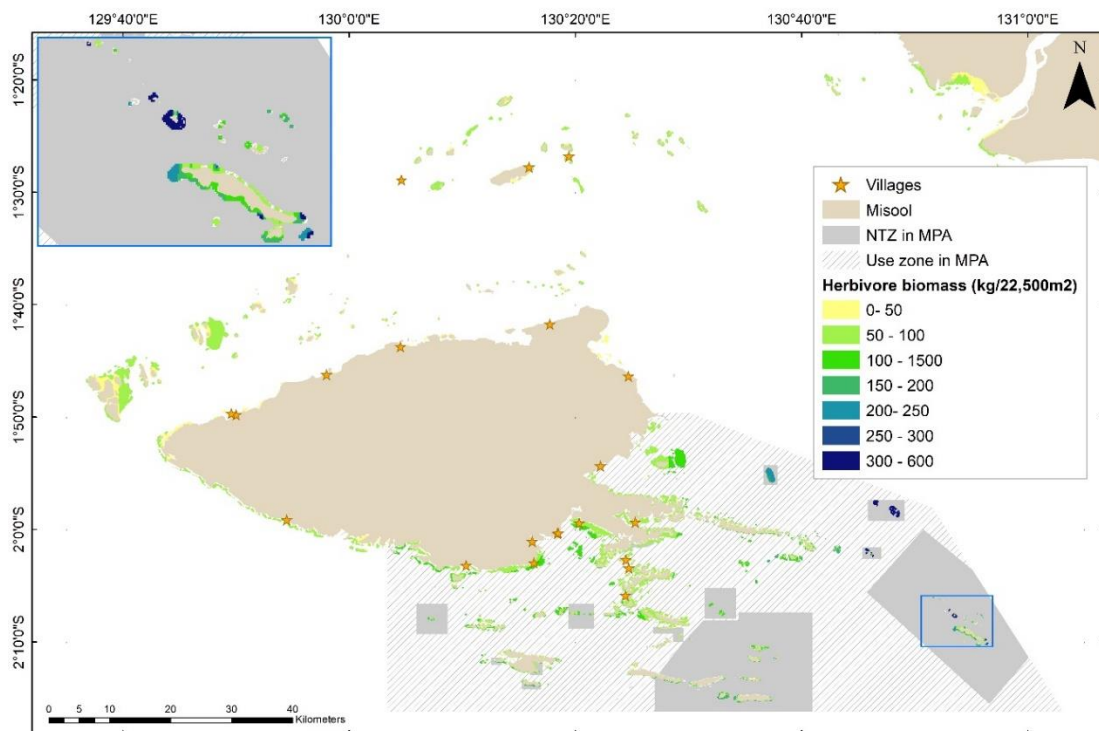 129°40'0"E 130°0'0"E 130°20'0"E 130°40'0"E 131°0'0"E
N
1°20'0"S
1°30'0"S
1°40'0"S
1°50'0"S
2°0'0"S
2°10'0"S
Villages
Misool
NTZ in MPA
Use zone in MPA
Herbivore biomass (kg/22,500m2)
0- 50
50 - 100
100 - 1500
150 - 200
200- 250
250 - 300
300 - 600
0 5 10 20 30 40
Kilometers